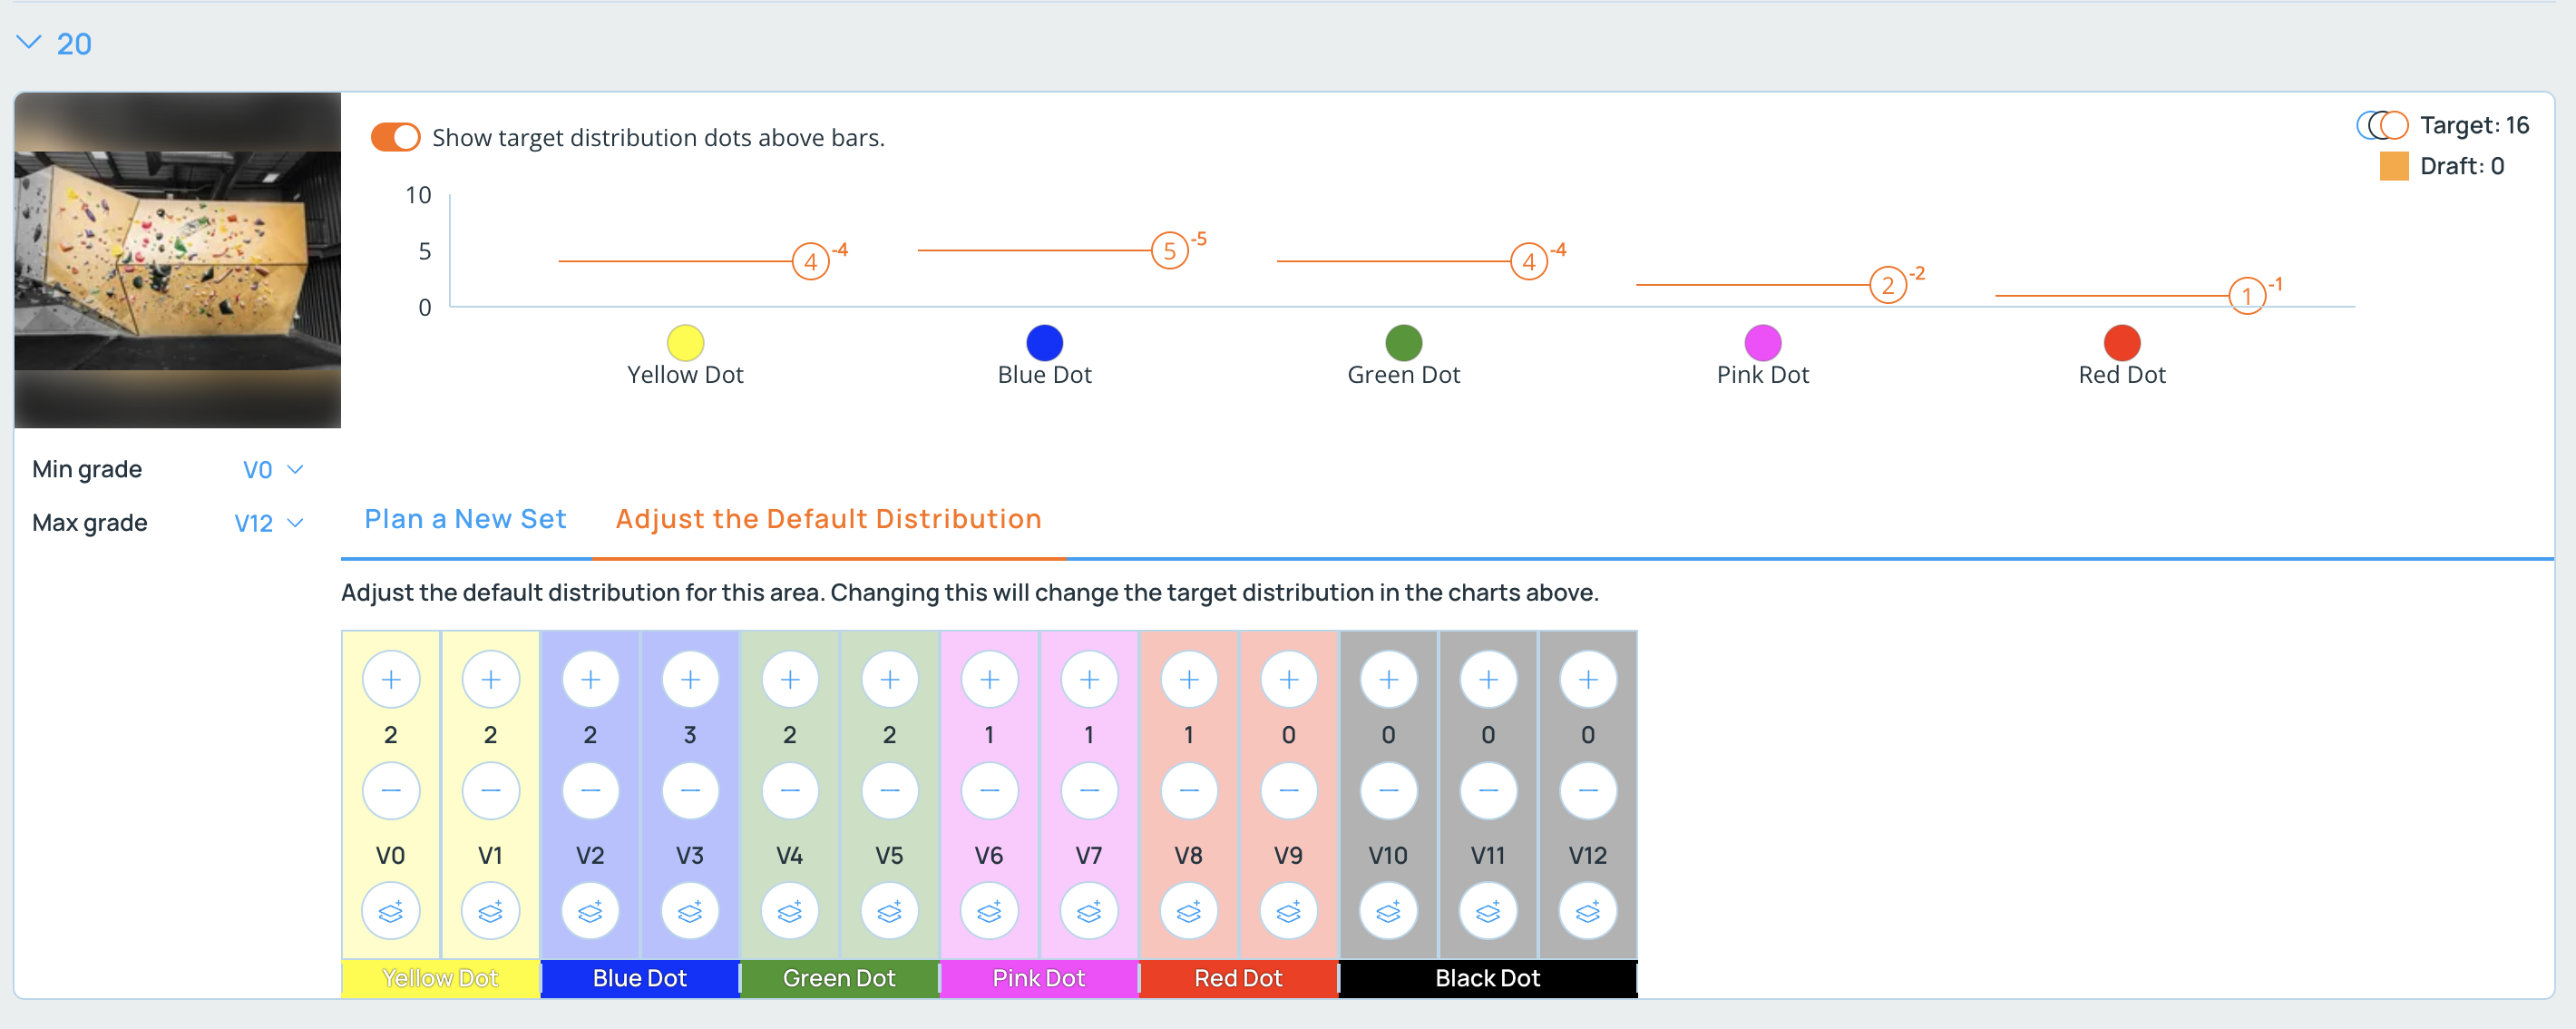 20
Show target distribution dots above bars.
Target: 16
Draft: 0
10
5
0
4 -4
5 -5
4 -4
2 -2
1 -1
Yellow Dot
Blue Dot
Green Dot
Pink Dot
Red Dot
Min grade V0
Max grade V12
Plan a New Set
Adjust the Default Distribution
Adjust the default distribution for this area. Changing this will change the target distribution in the charts above.
2 2 2 3 2 2 1 1 1 0 0 0 0
V0 V1 V2 V3 V4 V5 V6 V7 V8 V9 V10 V11 V12
Yellow Dot Blue Dot Green Dot Pink Dot Red Dot Black Dot